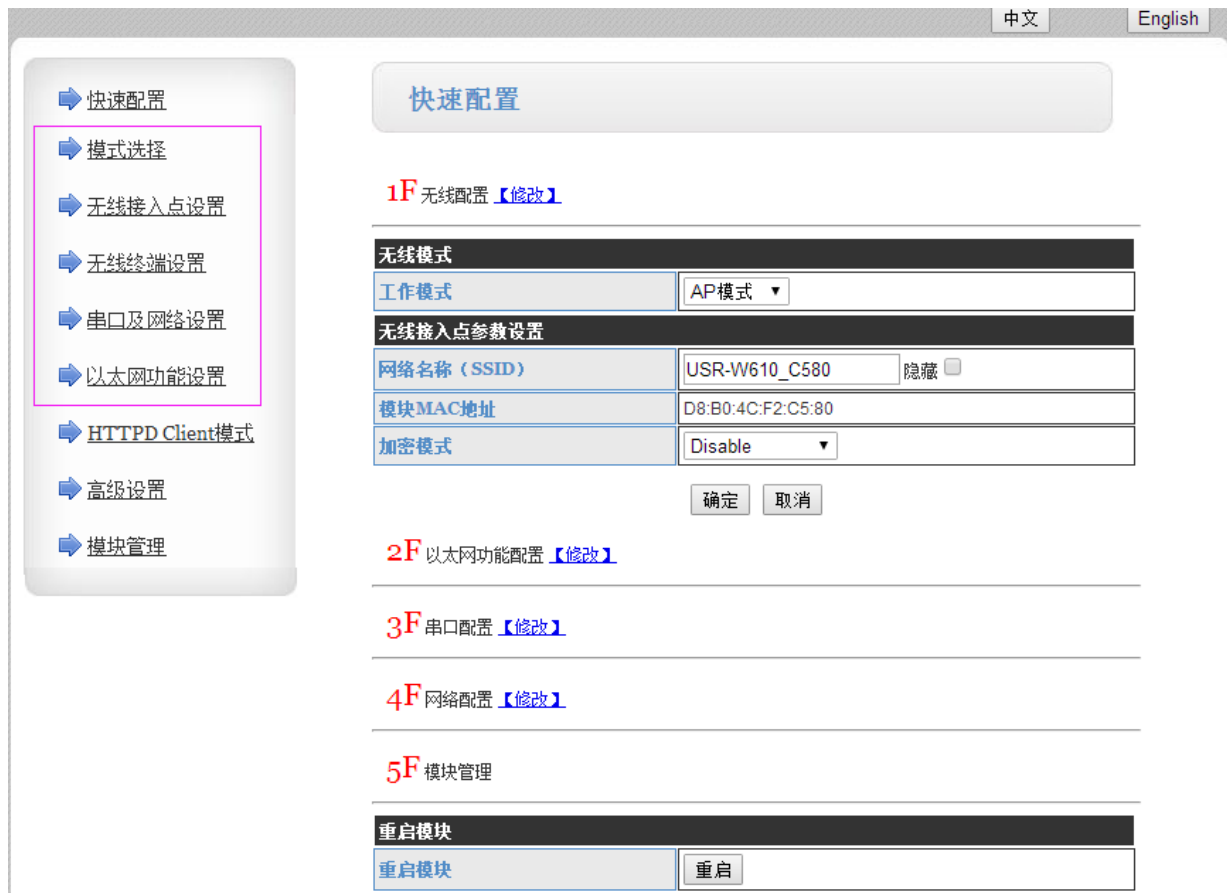 中文 English
快速配置
模式选择
无线接入点设置
无线终端设置
串口及网络设置
以太网功能设置
HTTPD Client模式
高级设置
模块管理
快速配置
1F 无线配置 【修改】
无线模式
工作模式 AP模式
无线接入点参数设置
网络名称（SSID） USR-W610_C580 隐藏
模块MAC地址 D8:B0:4C:F2:C5:80
加密模式 Disable
确定 取消
2F 以太网功能配置 【修改】
3F 串口配置 【修改】
4F 网络配置 【修改】
5F 模块管理
重启模块
重启模块 重启